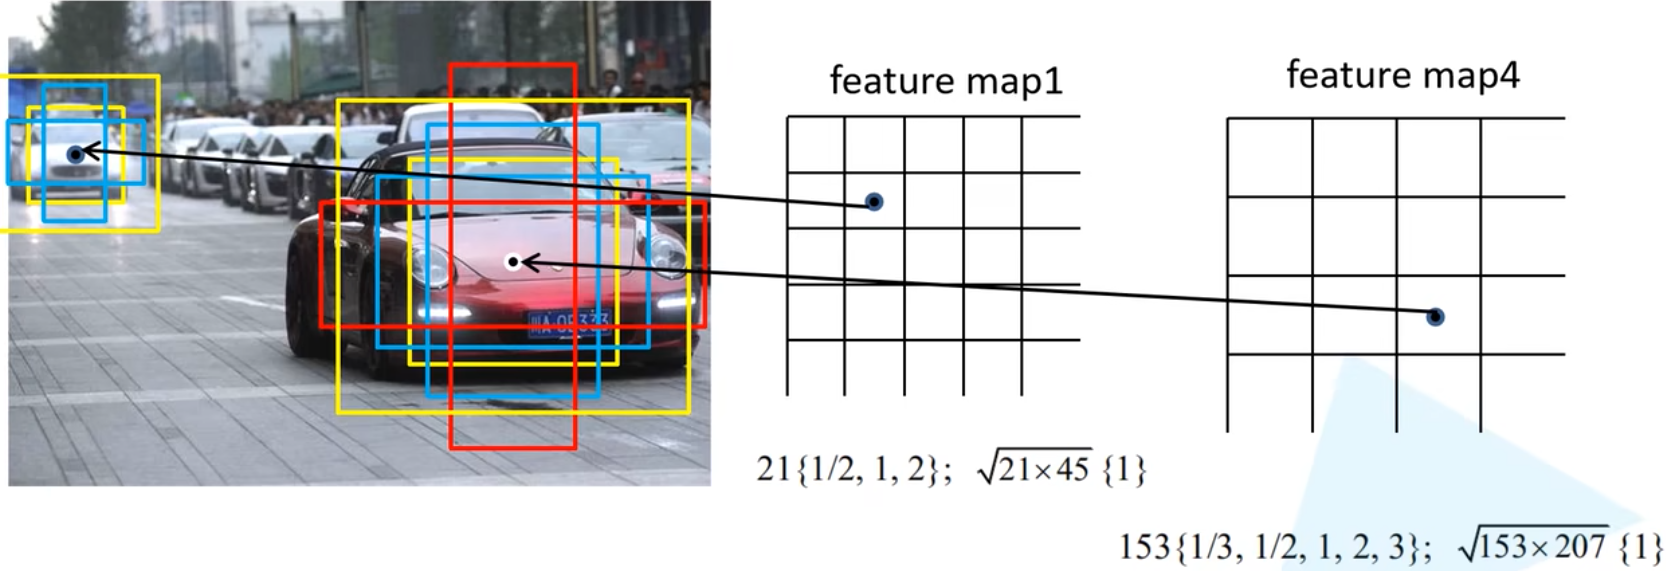 feature map1
feature map4
21{1/2, 1, 2}; √21×45 {1}
153{1/3, 1/2, 1, 2, 3}; √153×207 {1}